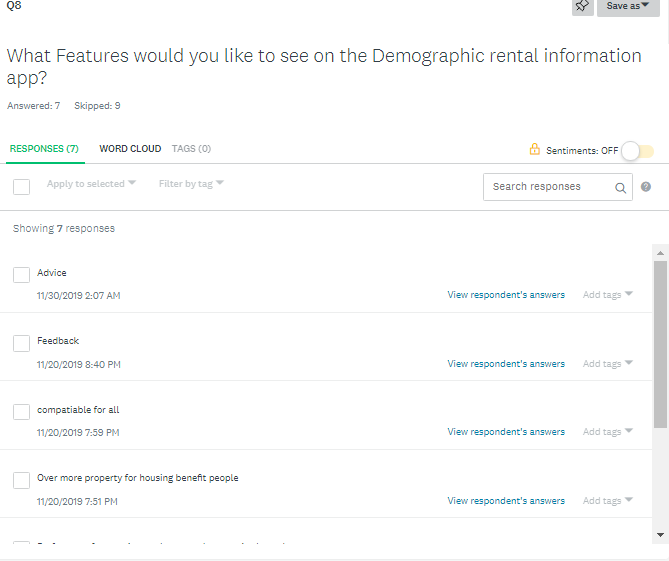 Q8
Save as
What Features would you like to see on the Demographic rental information
app?
Answered: 7 Skipped: 9
RESPONSES (7) WORD CLOUD TAGS (0)
Sentiments: OFF
Apply to selected Filter by tag
Search responses
?
Showing 7 responses
Advice
11/30/2019 2:07 AM View respondent's answers Add tags
Feedback
11/20/2019 8:40 PM View respondent's answers Add tags
compatiable for all
11/20/2019 7:59 PM View respondent's answers Add tags
Over more property for housing benefit people
11/20/2019 7:51 PM View respondent's answers Add tags